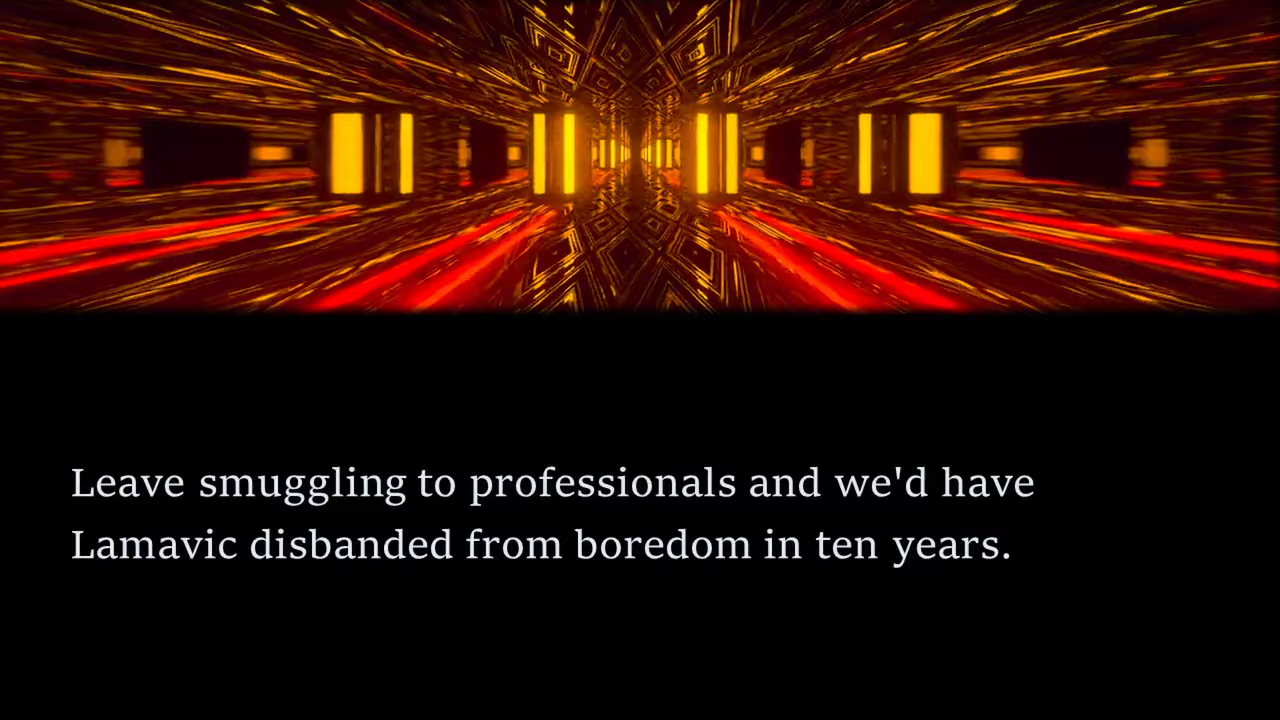 Leave smuggling to professionals and we'd have
Lamavic disbanded from boredom in ten years.